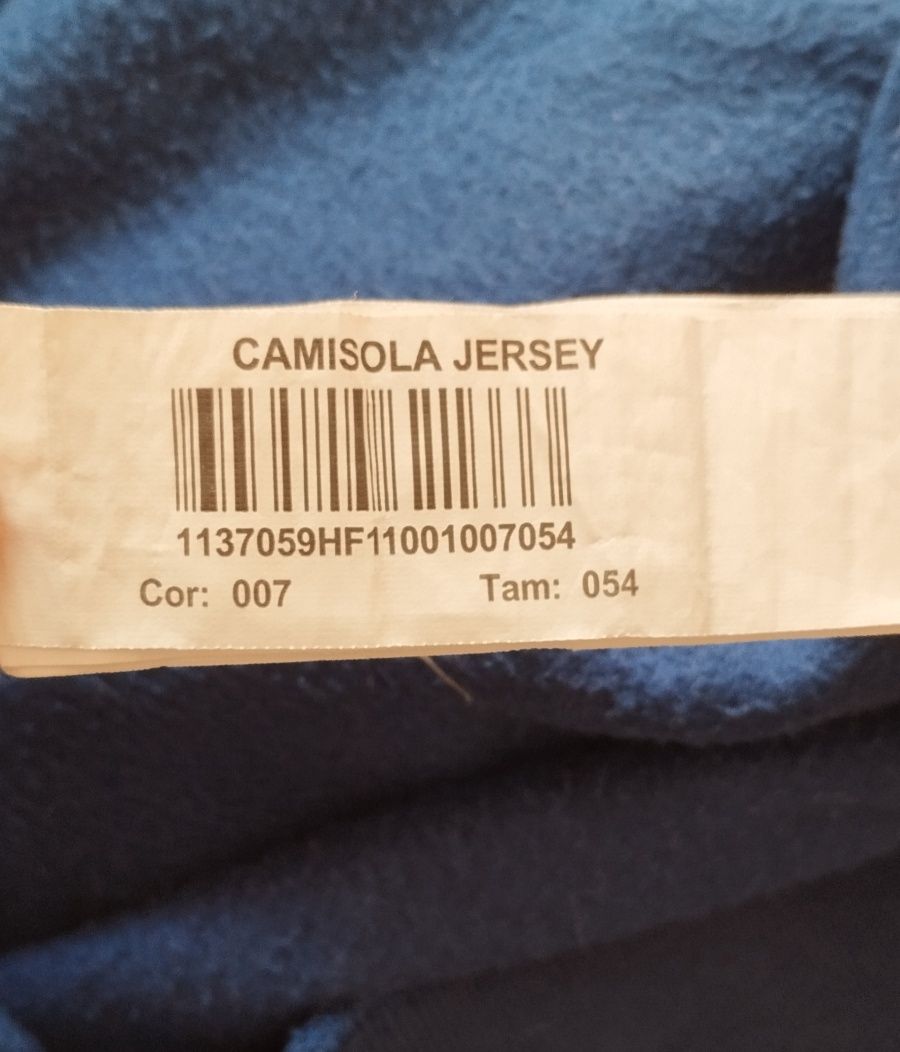 CAMISOLA JERSEY
1137059HF11001007054
Cor: 007 Tam: 054